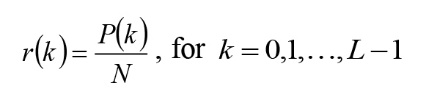 r(k) = P(k)/N, for k = 0,1,…,L−1